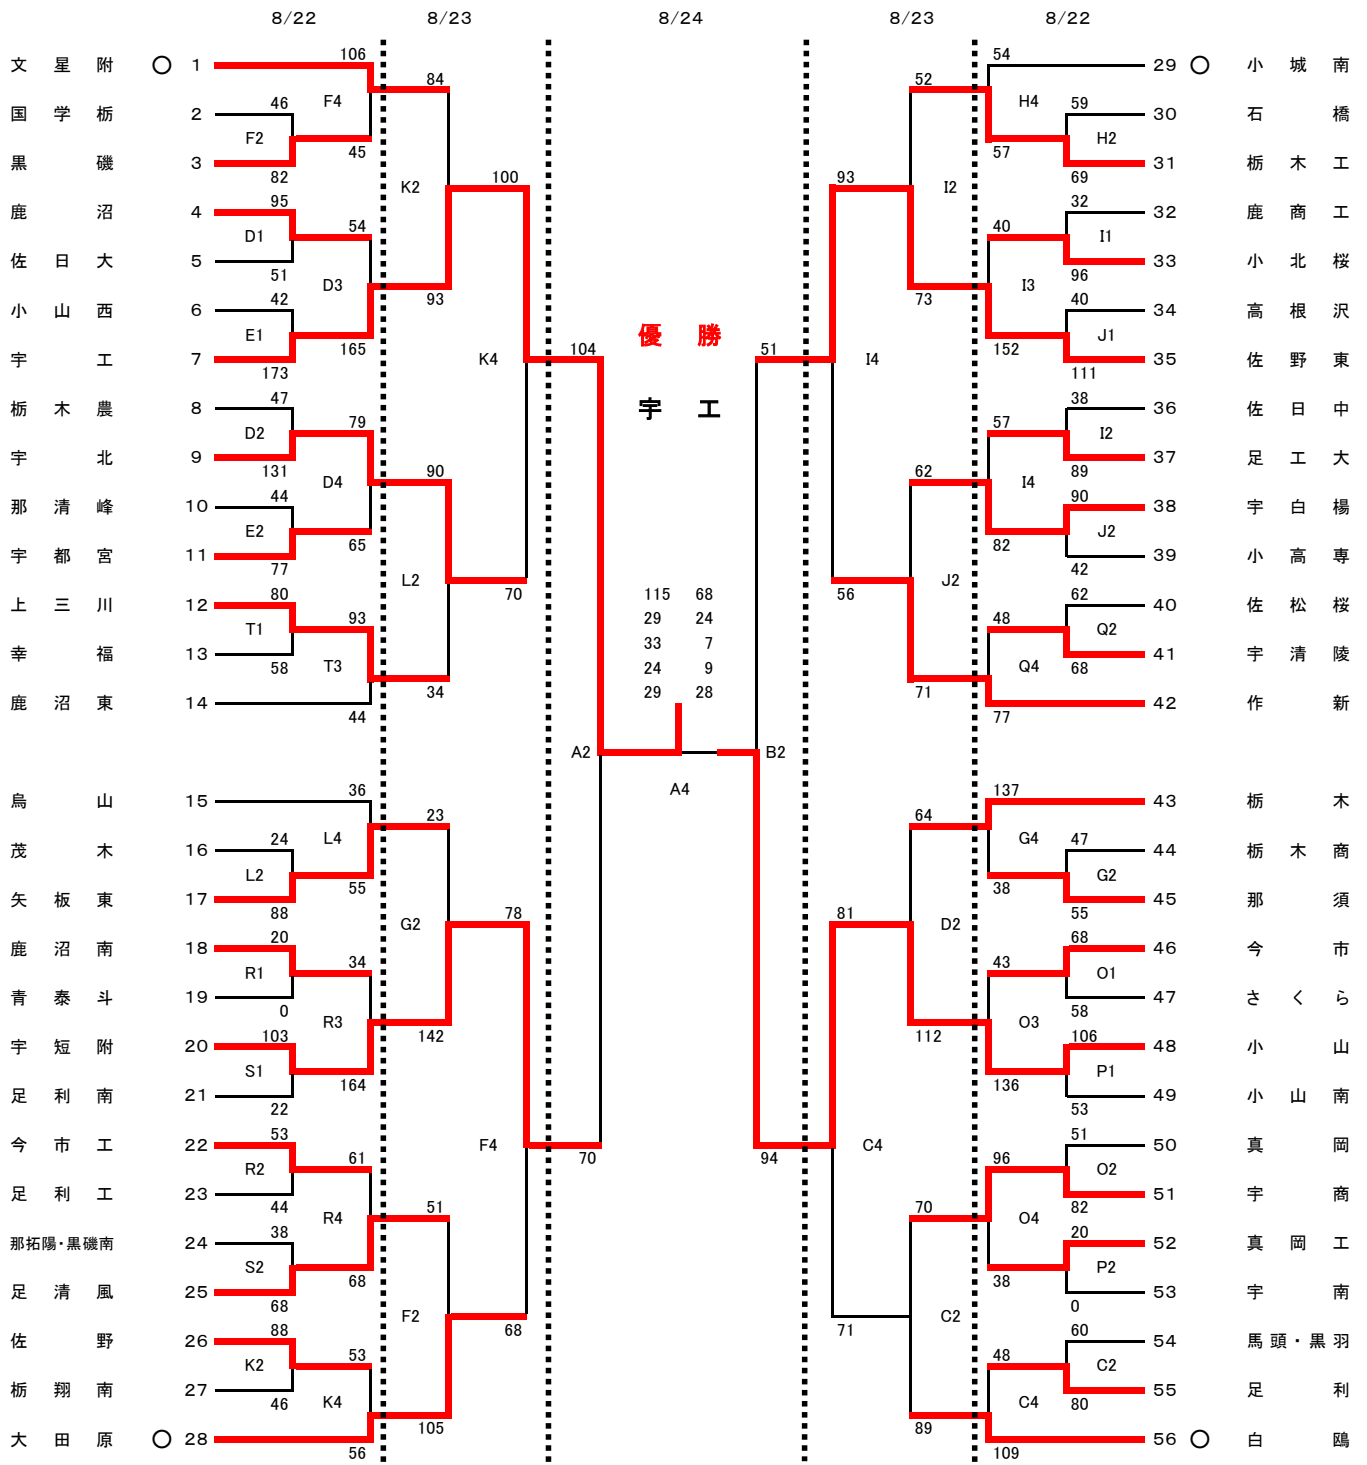 8/22 8/23 8/24 8/23 8/22
文星附 ○ 1 106 84 52 54 29 ○ 小城南
国学栃 2 46 F4 H4 59 30 石橋
F2 H2
黒磯 3 82 45 57 69 31 栃木工
K2 100 93 I2
鹿沼 4 95 54 40 32 32 鹿商工
D1 I1
佐日大 5 51 96 33 小北桜
D3 I3
小山西 6 42 93 73 40 34 高根沢
E1 J1
宇工 7 173 165 152 111 35 佐野東
優勝
K4 104 51 I4
宇工
栃木農 8 47 79 57 38 36 佐日中
D2 I2
宇北 9 131 89 37 足工大
D4 90 62 I4
那清峰 10 44 90 38 宇白楊
E2 J2
宇都宮 11 77 65 82 42 39 小高専
L2 70 56 J2
上三川 12 80 93 48 62 40 佐松桜
T1 Q2
幸福 13 58 68 41 宇清陵
T3 34 71 Q4
鹿沼東 14 44 77 42 作新
115 68
29 24
33 7
24 9
29 28
A2 B2
A4
烏山 15 36 23 64 137 43 栃木
L4 G4
茂木 16 24 47 44 栃木商
L2 G2
矢板東 17 88 55 38 55 45 那須
G2 78 81 D2
鹿沼南 18 20 34 43 68 46 今市
R1 O1
青泰斗 19 0 58 47 さくら
R3 142 112 O3
宇短附 20 103 106 48 小山
S1 P1
足利南 21 22 164 136 53 49 小山南
F4 70 94 C4
今市工 22 53 61 96 51 50 真岡
R2 O2
足利工 23 44 82 51 宇商
R4 51 70 O4
那拓陽・黒磯南 24 38 20 52 真岡工
S2 P2
足清風 25 68 68 38 0 53 宇南
F2 68 71 C2
佐野 26 88 53 48 60 54 馬頭・黒羽
K2 C2
栃翔南 27 46 80 55 足利
K4 105 89 C4
大田原 ○ 28 56 109 56 ○ 白鴎